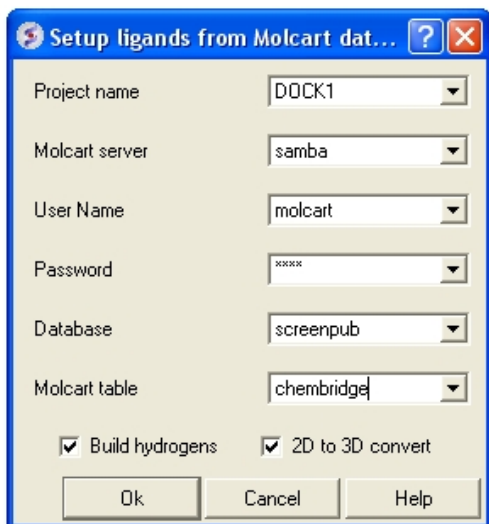 Setup ligands from Molcart dat... ?
Project name DOCK1
Molcart server samba
User Name molcart
Password ****
Database screenpub
Molcart table chembridge
Build hydrogens 2D to 3D convert
Ok Cancel Help